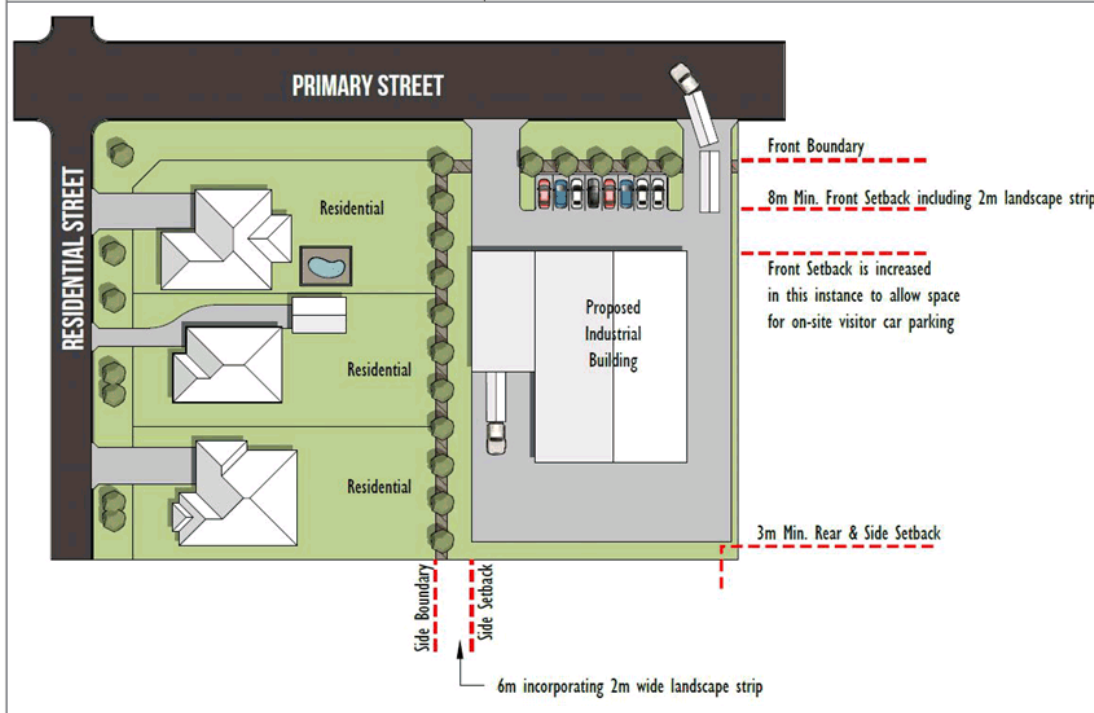 PRIMARY STREET
RESIDENTIAL STREET
Front Boundary
8m Min. Front Setback including 2m landscape strip
Front Setback is increased
in this instance to allow space
for on-site visitor car parking
Residential
Proposed
Industrial
Building
Residential
Residential
3m Min. Rear & Side Setback
Side Boundary
Side Setback
6m incorporating 2m wide landscape strip